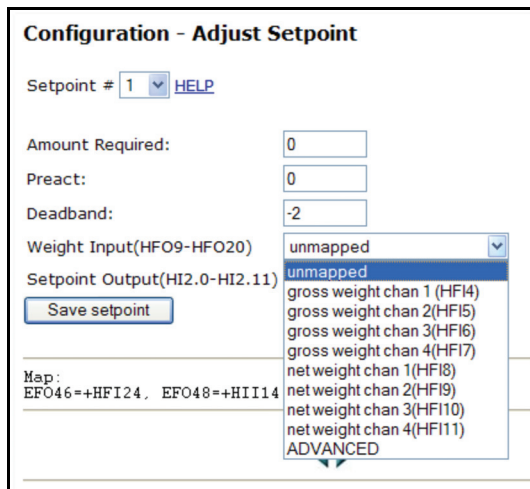 Configuration - Adjust Setpoint
Setpoint # 1 HELP
Amount Required: 0
Preact: 0
Deadband: -2
Weight Input(HFO9-HFO20) unmapped
Setpoint Output(HI2.0-HI2.11)
unmapped
gross weight chan 1 (HFI4)
gross weight chan 2(HFI5)
gross weight chan 3(HFI6)
gross weight chan 4(HFI7)
net weight chan 1(HFI8)
net weight chan 2(HFI9)
net weight chan 3(HFI10)
net weight chan 4(HFI11)
ADVANCED
Save setpoint
Map:
EFO46=+HFI24, EFO48=+HII14